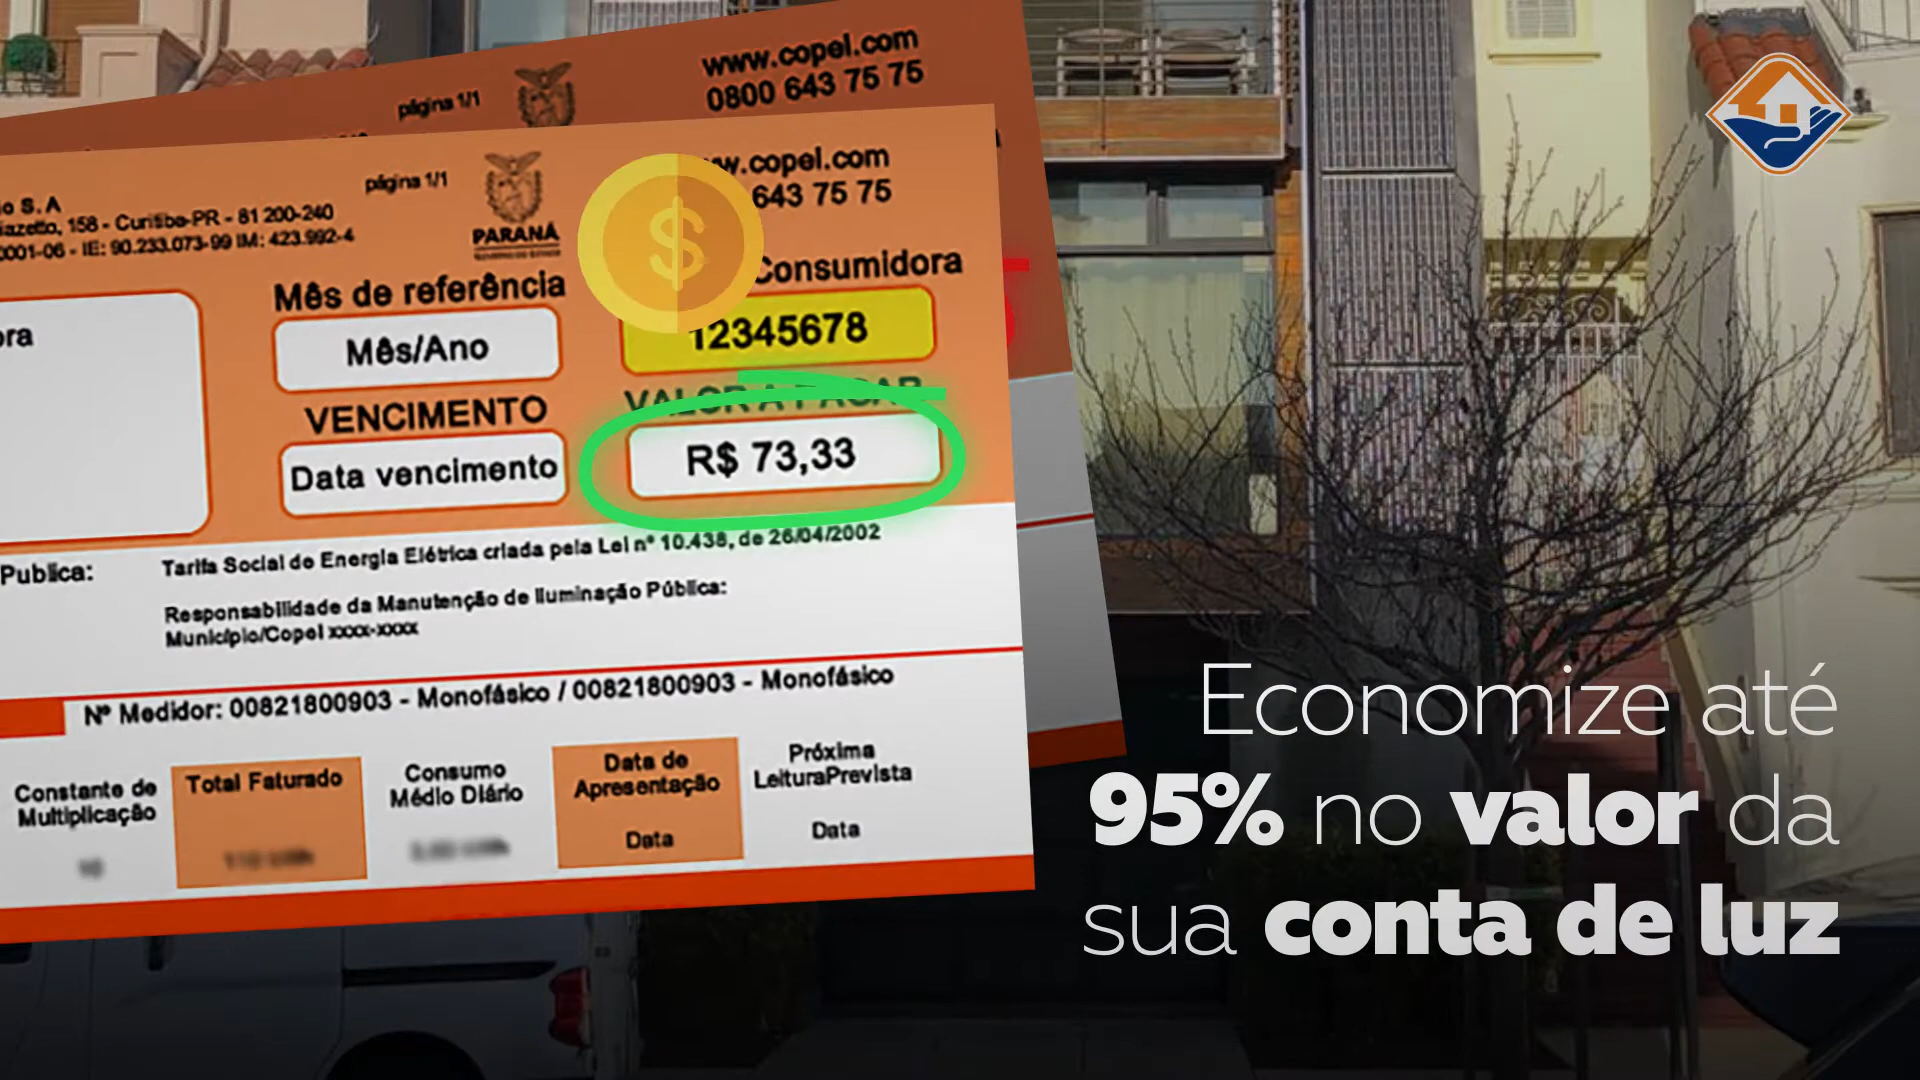 www.copel.com
0800 643 75 75
página 1/1
página 1/1
w.copel.com
643 75 75
o S.A
iazetto, 158 - Curitiba-PR - 81 200-240
0001-06 - IE: 90.233.073-99 IM: 423.992-4
PARANÁ
Mês de referência
Consumidora
ora
Mês/Ano
12345678
VENCIMENTO
VALOR A PAGAR
Data vencimento
R$ 73,33
Publica:
Tarifa Social de Energia Elétrica criada pela Lei nº 10.438, de 26/04/2002
Responsabilidade da Manutenção de Iluminação Pública:
Município/Copel xxxx-xxxx
Nº Medidor: 00821800903 - Monofásico / 00821800903 - Monofásico
Constante de
Multiplicação
10
Total Faturado
Consumo
Médio Diário
Data de
Apresentação
Data
Próxima
LeituraPrevista
Data
Economize até
95% no valor da
sua conta de luz